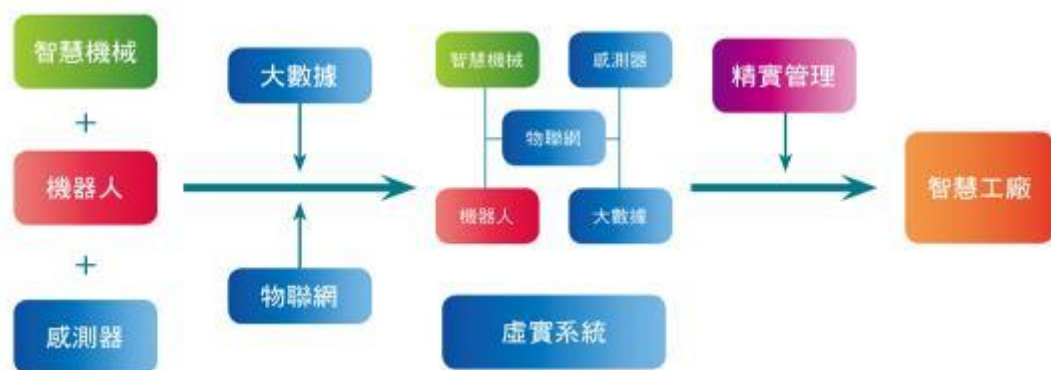 智慧機械
+
機器人
+
感測器
大數據
物聯網
智慧機械
感測器
物聯網
機器人
大數據
虛實系統
精實管理
智慧工廠